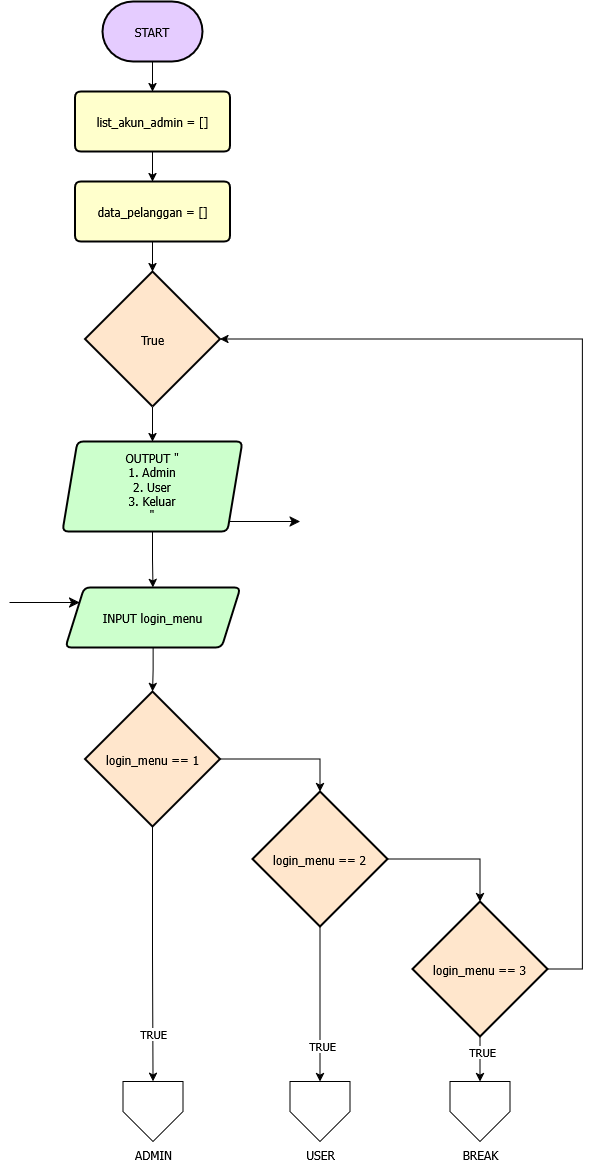 START
list_akun_admin = []
data_pelanggan = []
True
OUTPUT "
1. Admin
2. User
3. Keluar
"
INPUT login_menu
login_menu == 1
login_menu == 2
login_menu == 3
TRUE
TRUE
TRUE
ADMIN
USER
BREAK